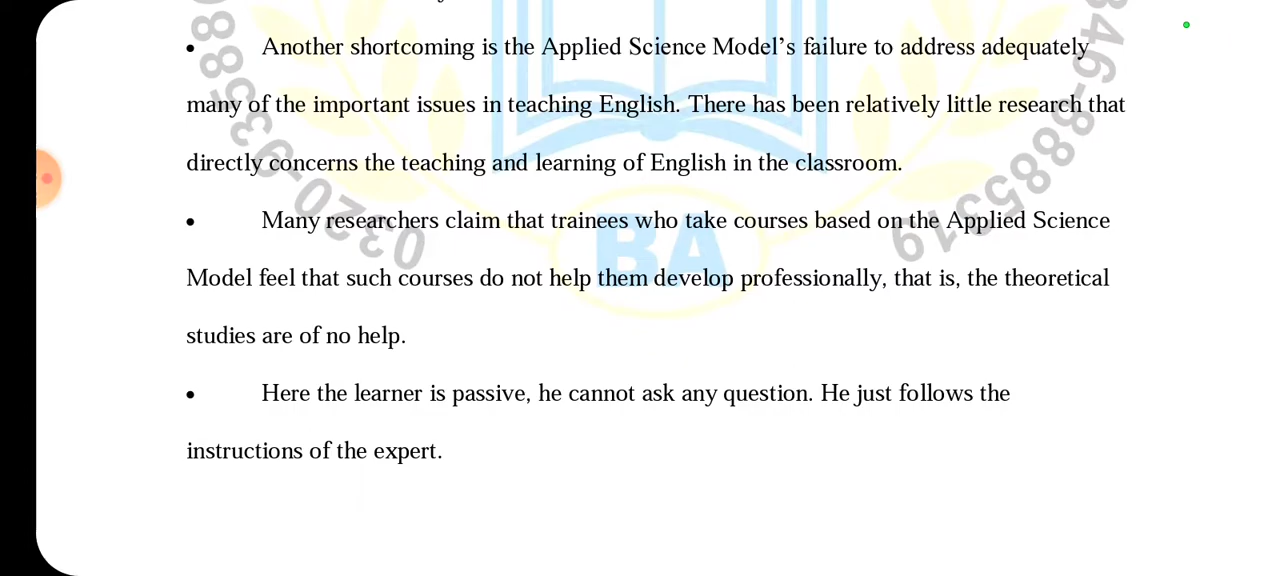 • Another shortcoming is the Applied Science Model’s failure to address adequately
many of the important issues in teaching English. There has been relatively little research that
directly concerns the teaching and learning of English in the classroom.
• Many researchers claim that trainees who take courses based on the Applied Science
Model feel that such courses do not help them develop professionally, that is, the theoretical
studies are of no help.
• Here the learner is passive, he cannot ask any question. He just follows the
instructions of the expert.
BA